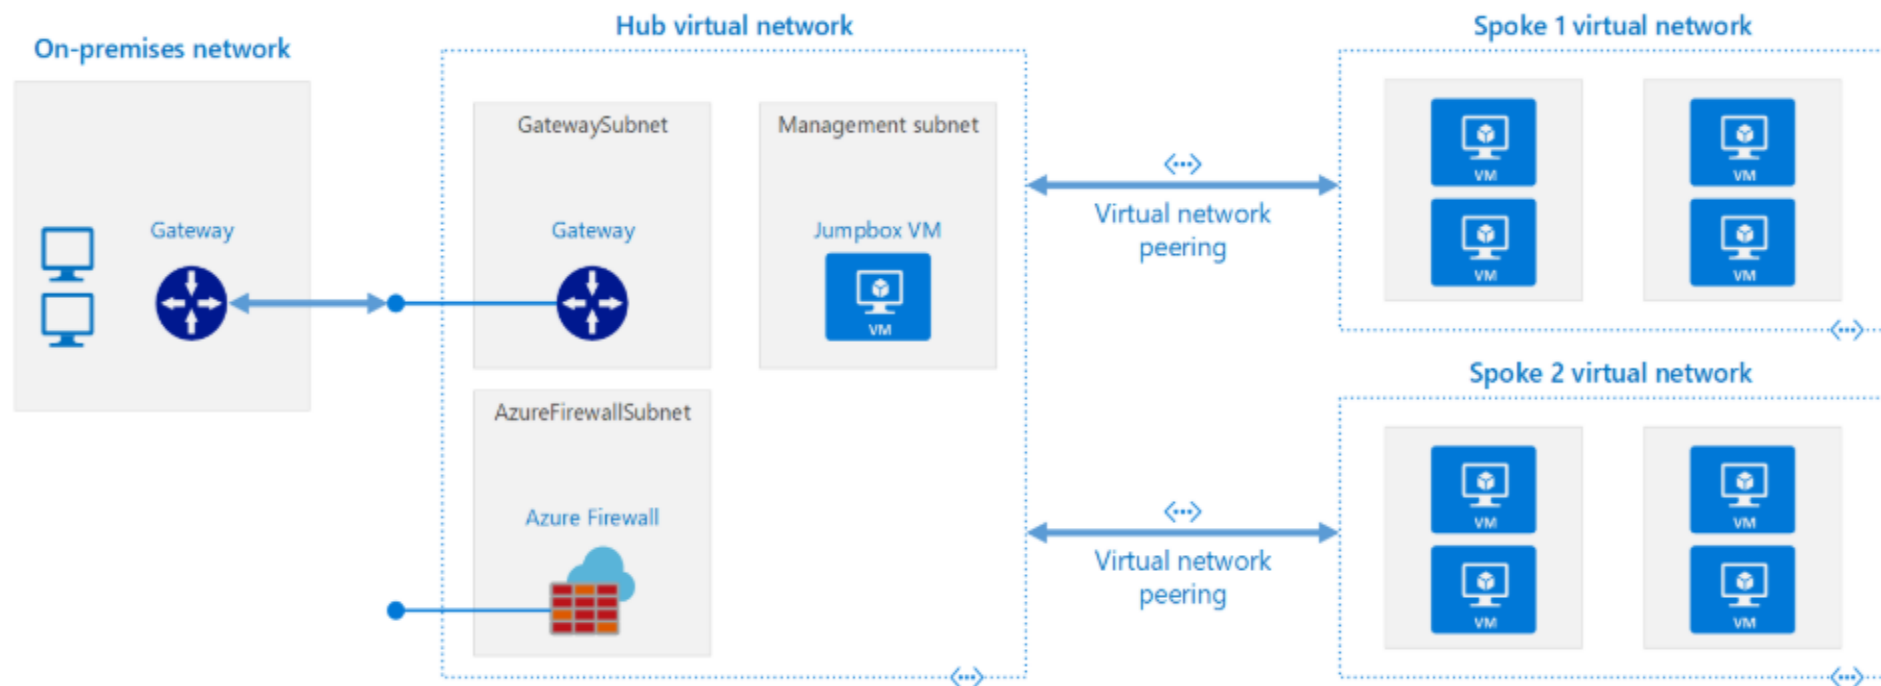 On-premises network
Gateway
Hub virtual network
GatewaySubnet
Gateway
Management subnet
Jumpbox VM
VM
AzureFirewallSubnet
Azure Firewall
Virtual network
peering
Virtual network
peering
Spoke 1 virtual network
VM
VM
VM
VM
Spoke 2 virtual network
VM
VM
VM
VM